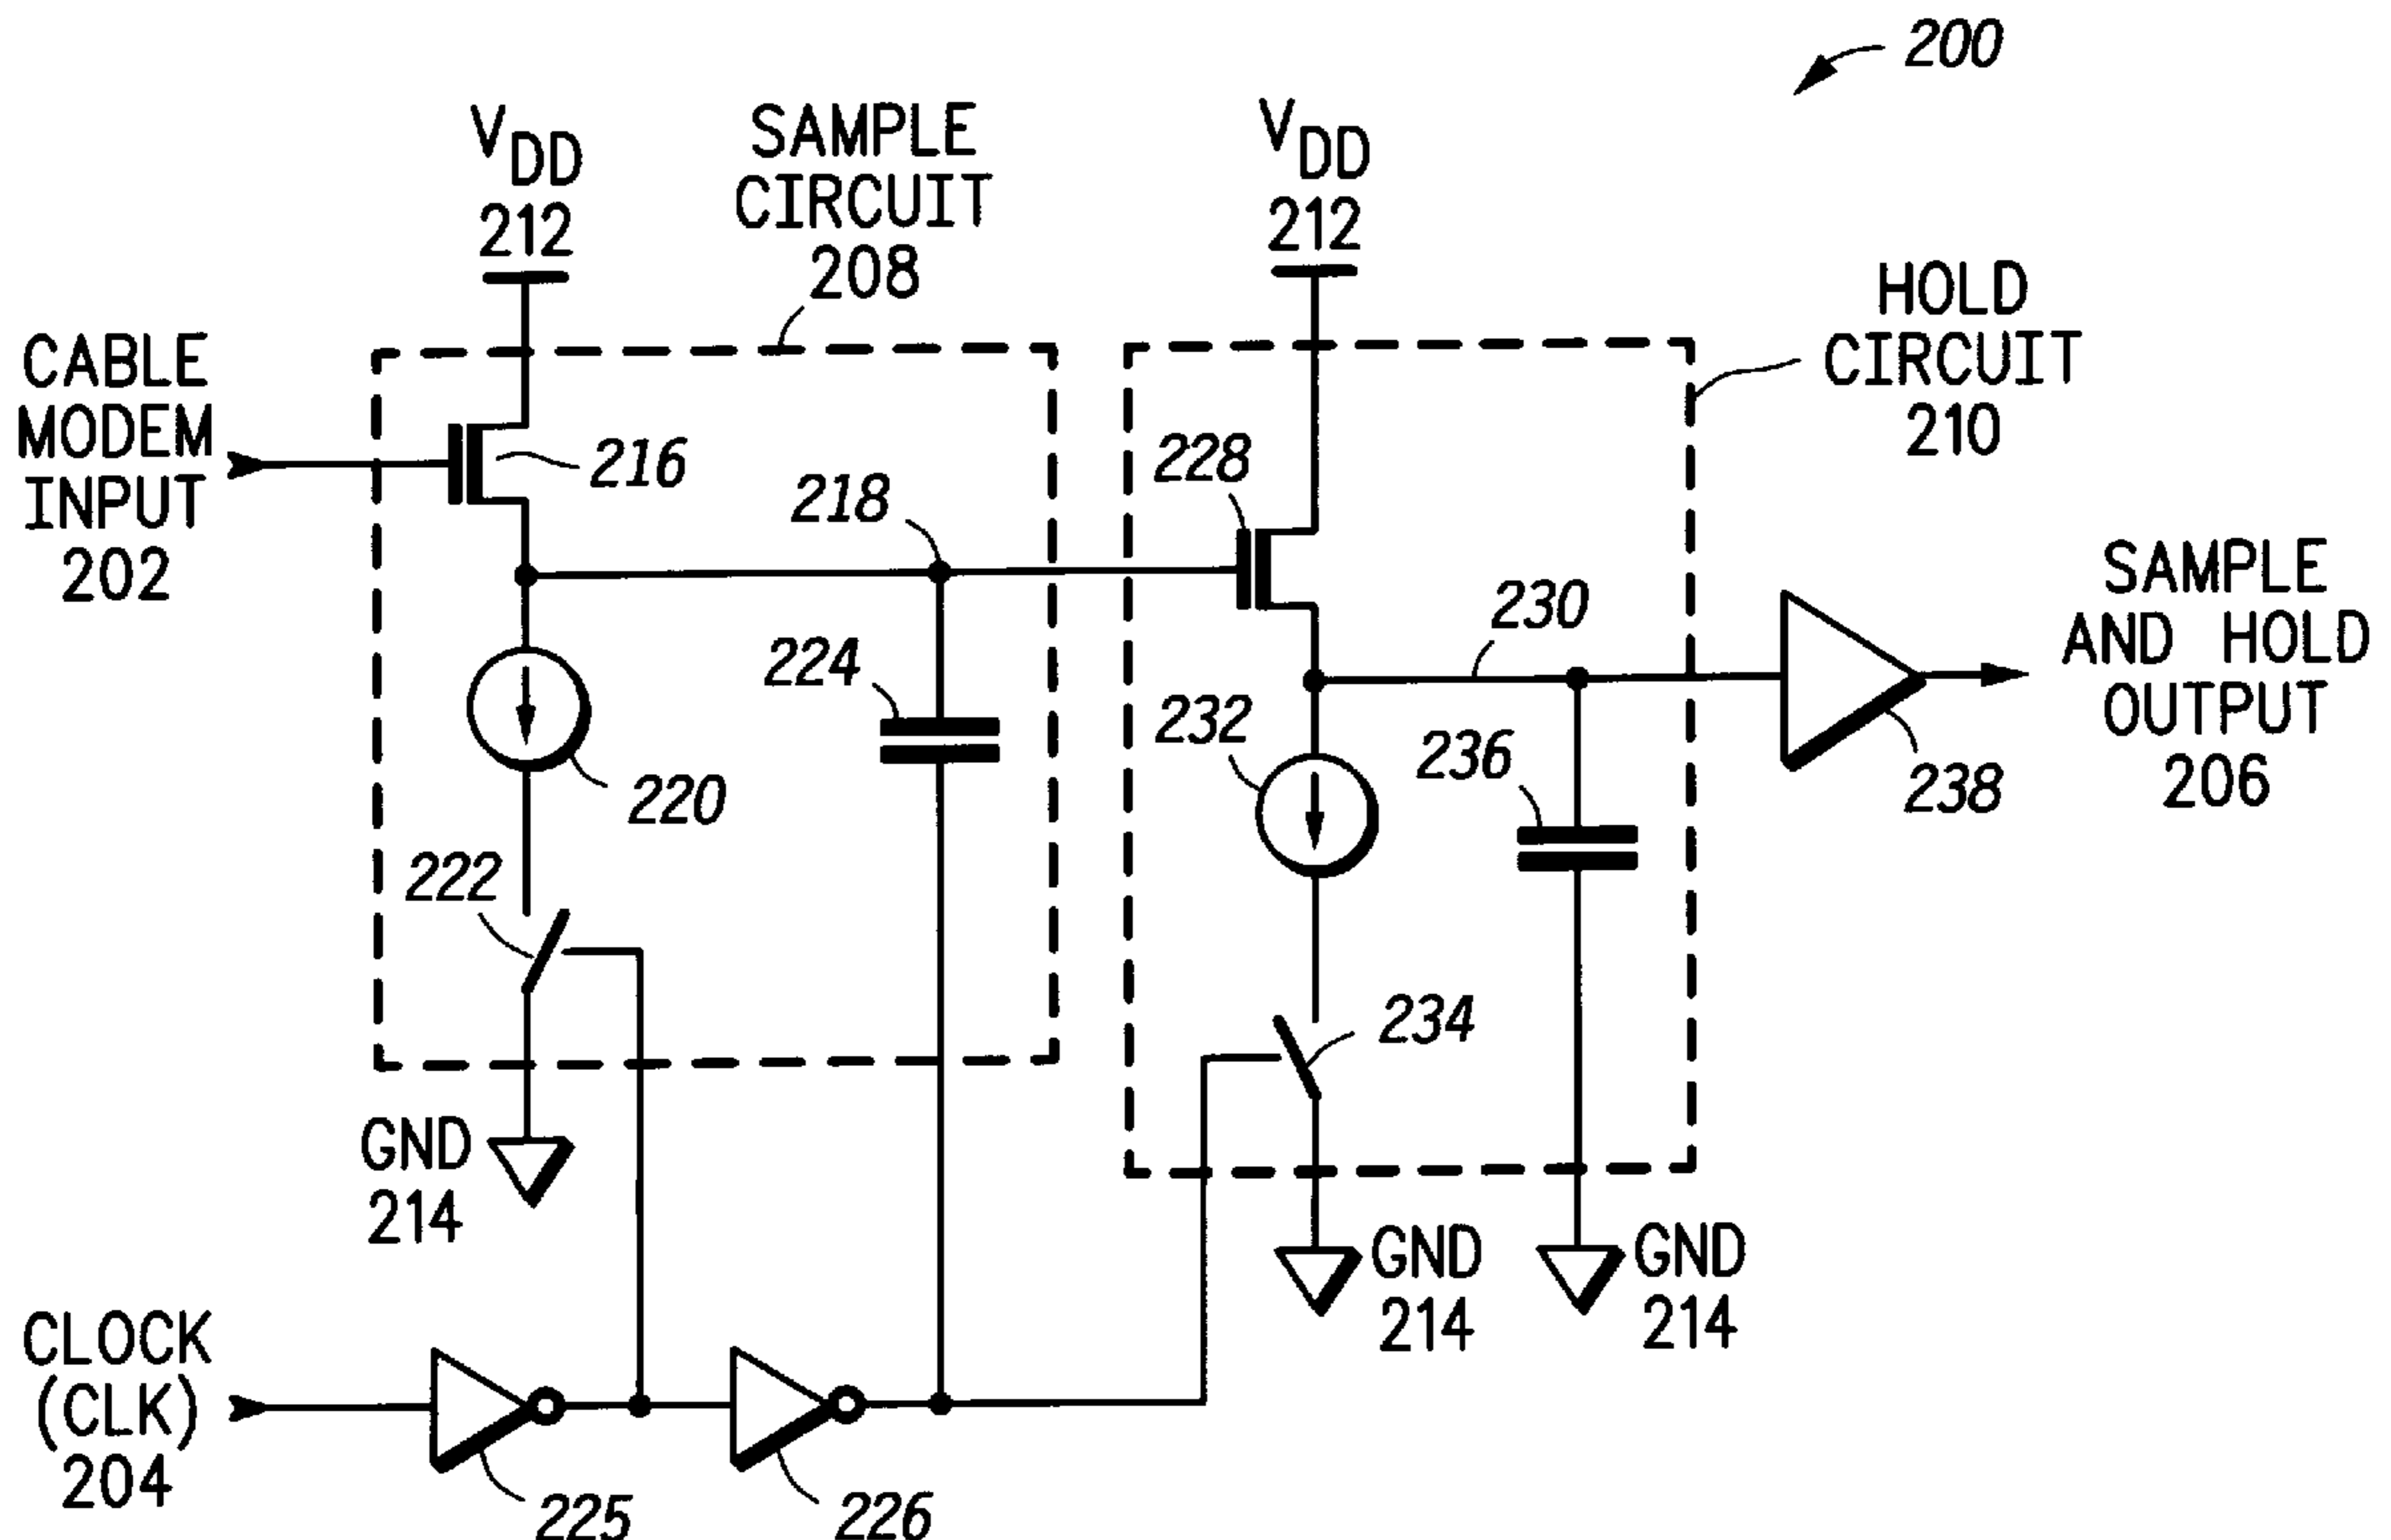 200
V DD
212
SAMPLE
CIRCUIT
208
V DD
212
HOLD
CIRCUIT
210
CABLE
MODEM
INPUT
202
216
218
228
230
SAMPLE
AND HOLD
OUTPUT
206
224
220
232
236
238
222
234
GND
214
GND
214
GND
214
CLOCK
(CLK)
204
225
226